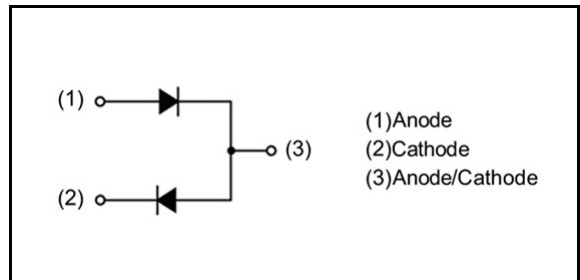 (1)
(1)Anode
(3)
(2)Cathode
(3)Anode/Cathode
(2)